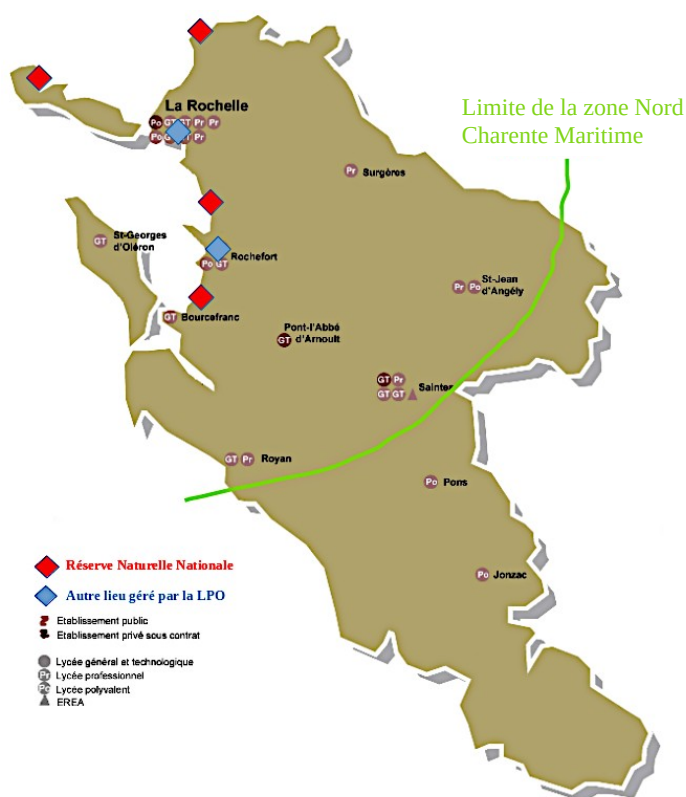 La Rochelle
Po GT GT Pr Pr
Po Pr
Limite de la zone Nord
Charente Maritime
Pr Surgères
GT St-Georges
d'Oléron
Rochefort
Po GT
Pr Po St-Jean
d'Angély
GT Bourcefranc
Pont-l'Abbé
GT d'Arnoult
GT Pr
Saintes
GT GT
GT Pr Royan
Po Pons
Po Jonzac
Réserve Naturelle Nationale
Autre lieu géré par la LPO
Etablissement public
Etablissement privé sous contrat
Lycée général et technologique
Pr Lycée professionnel
Po Lycée polyvalent
EREA